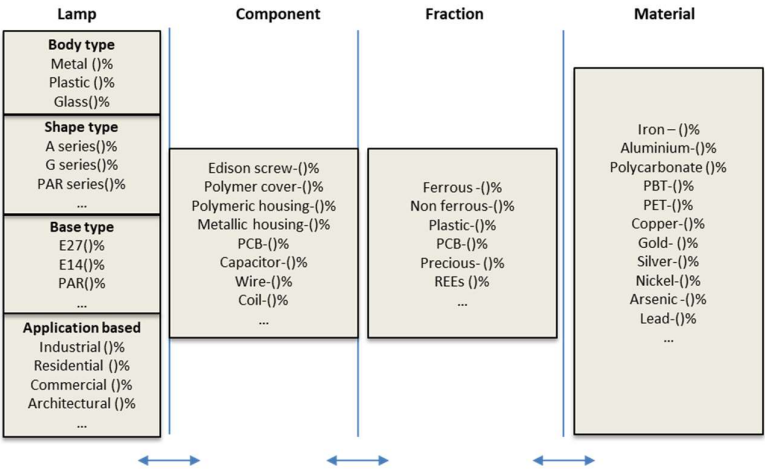 Lamp
Component
Fraction
Material
Body type
Metal ()%
Plastic ()%
Glass()%
Shape type
A series()%
G series()%
PAR series()%
...
Base type
E27()%
E14()%
PAR()%
...
Application based
Industrial ()%
Residential ()%
Commercial ()%
Architectural ()%
...
Edison screw-()%
Polymer cover-()%
Polymeric housing-()%
Metallic housing-()%
PCB-()%
Capacitor-()%
Wire-()%
Coil-()%
...
Ferrous -()%
Non ferrous-()%
Plastic-()%
PCB-()%
Precious- ()%
REEs ()%
...
Iron – ()%
Aluminium-()%
Polycarbonate ()%
PBT-()%
PET-()%
Copper-()%
Gold- ()%
Silver-()%
Nickel-()%
Arsenic -()%
Lead-()%
...